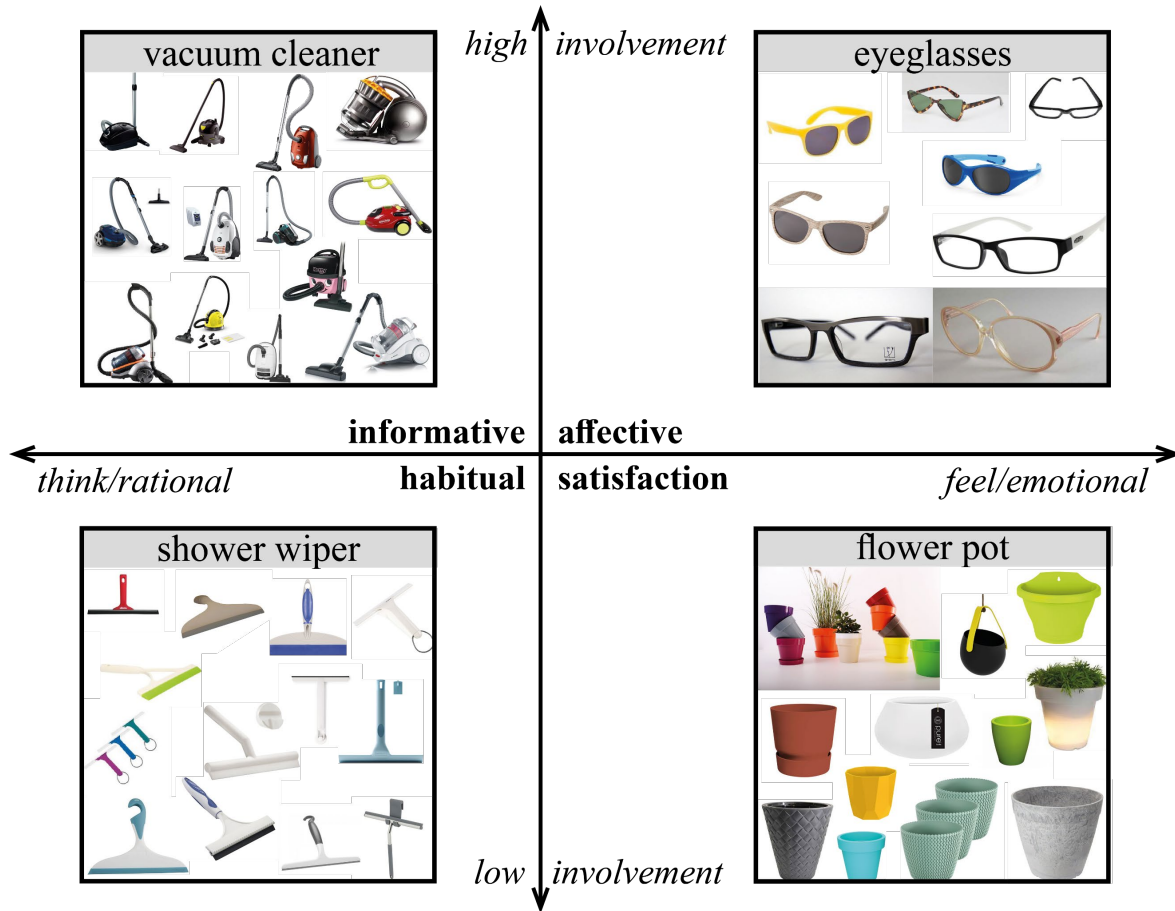 vacuum cleaner
high involvement
eyeglasses
informative affective
think/rational habitual satisfaction feel/emotional
shower wiper
flower pot
pure
low involvement